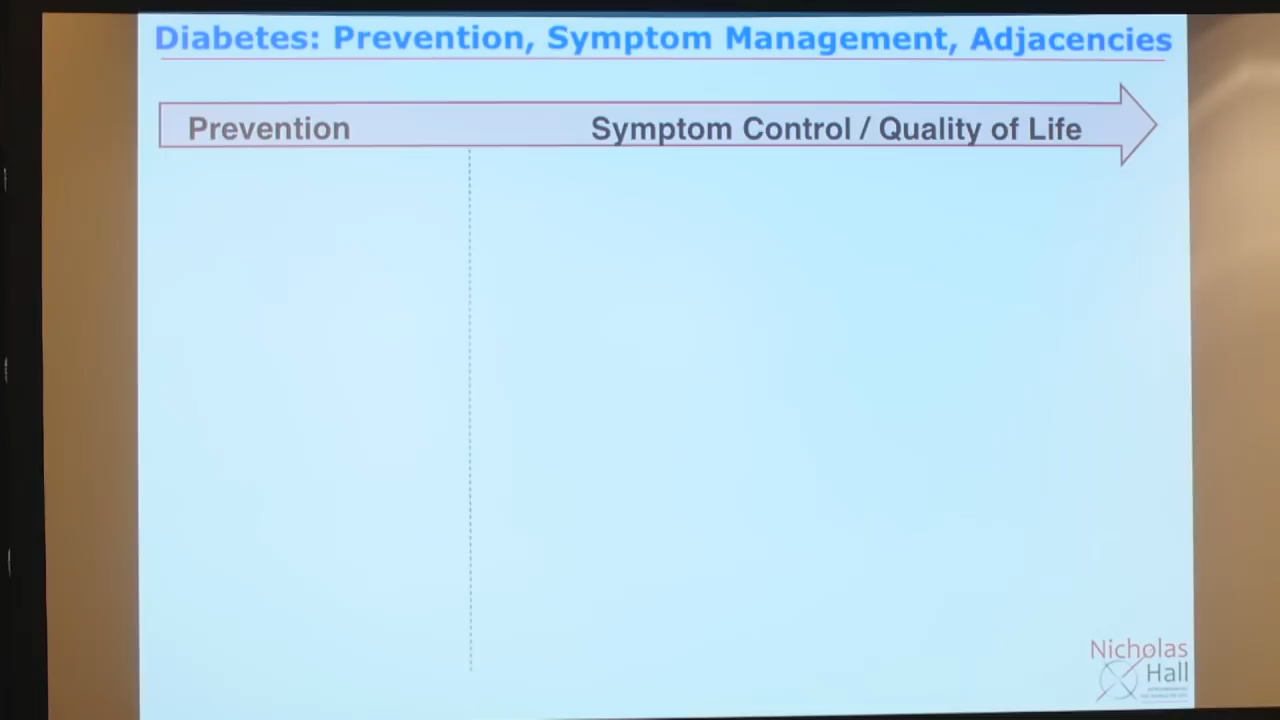 Diabetes: Prevention, Symptom Management, Adjacencies
Prevention
Symptom Control / Quality of Life
Nicholas
Hall